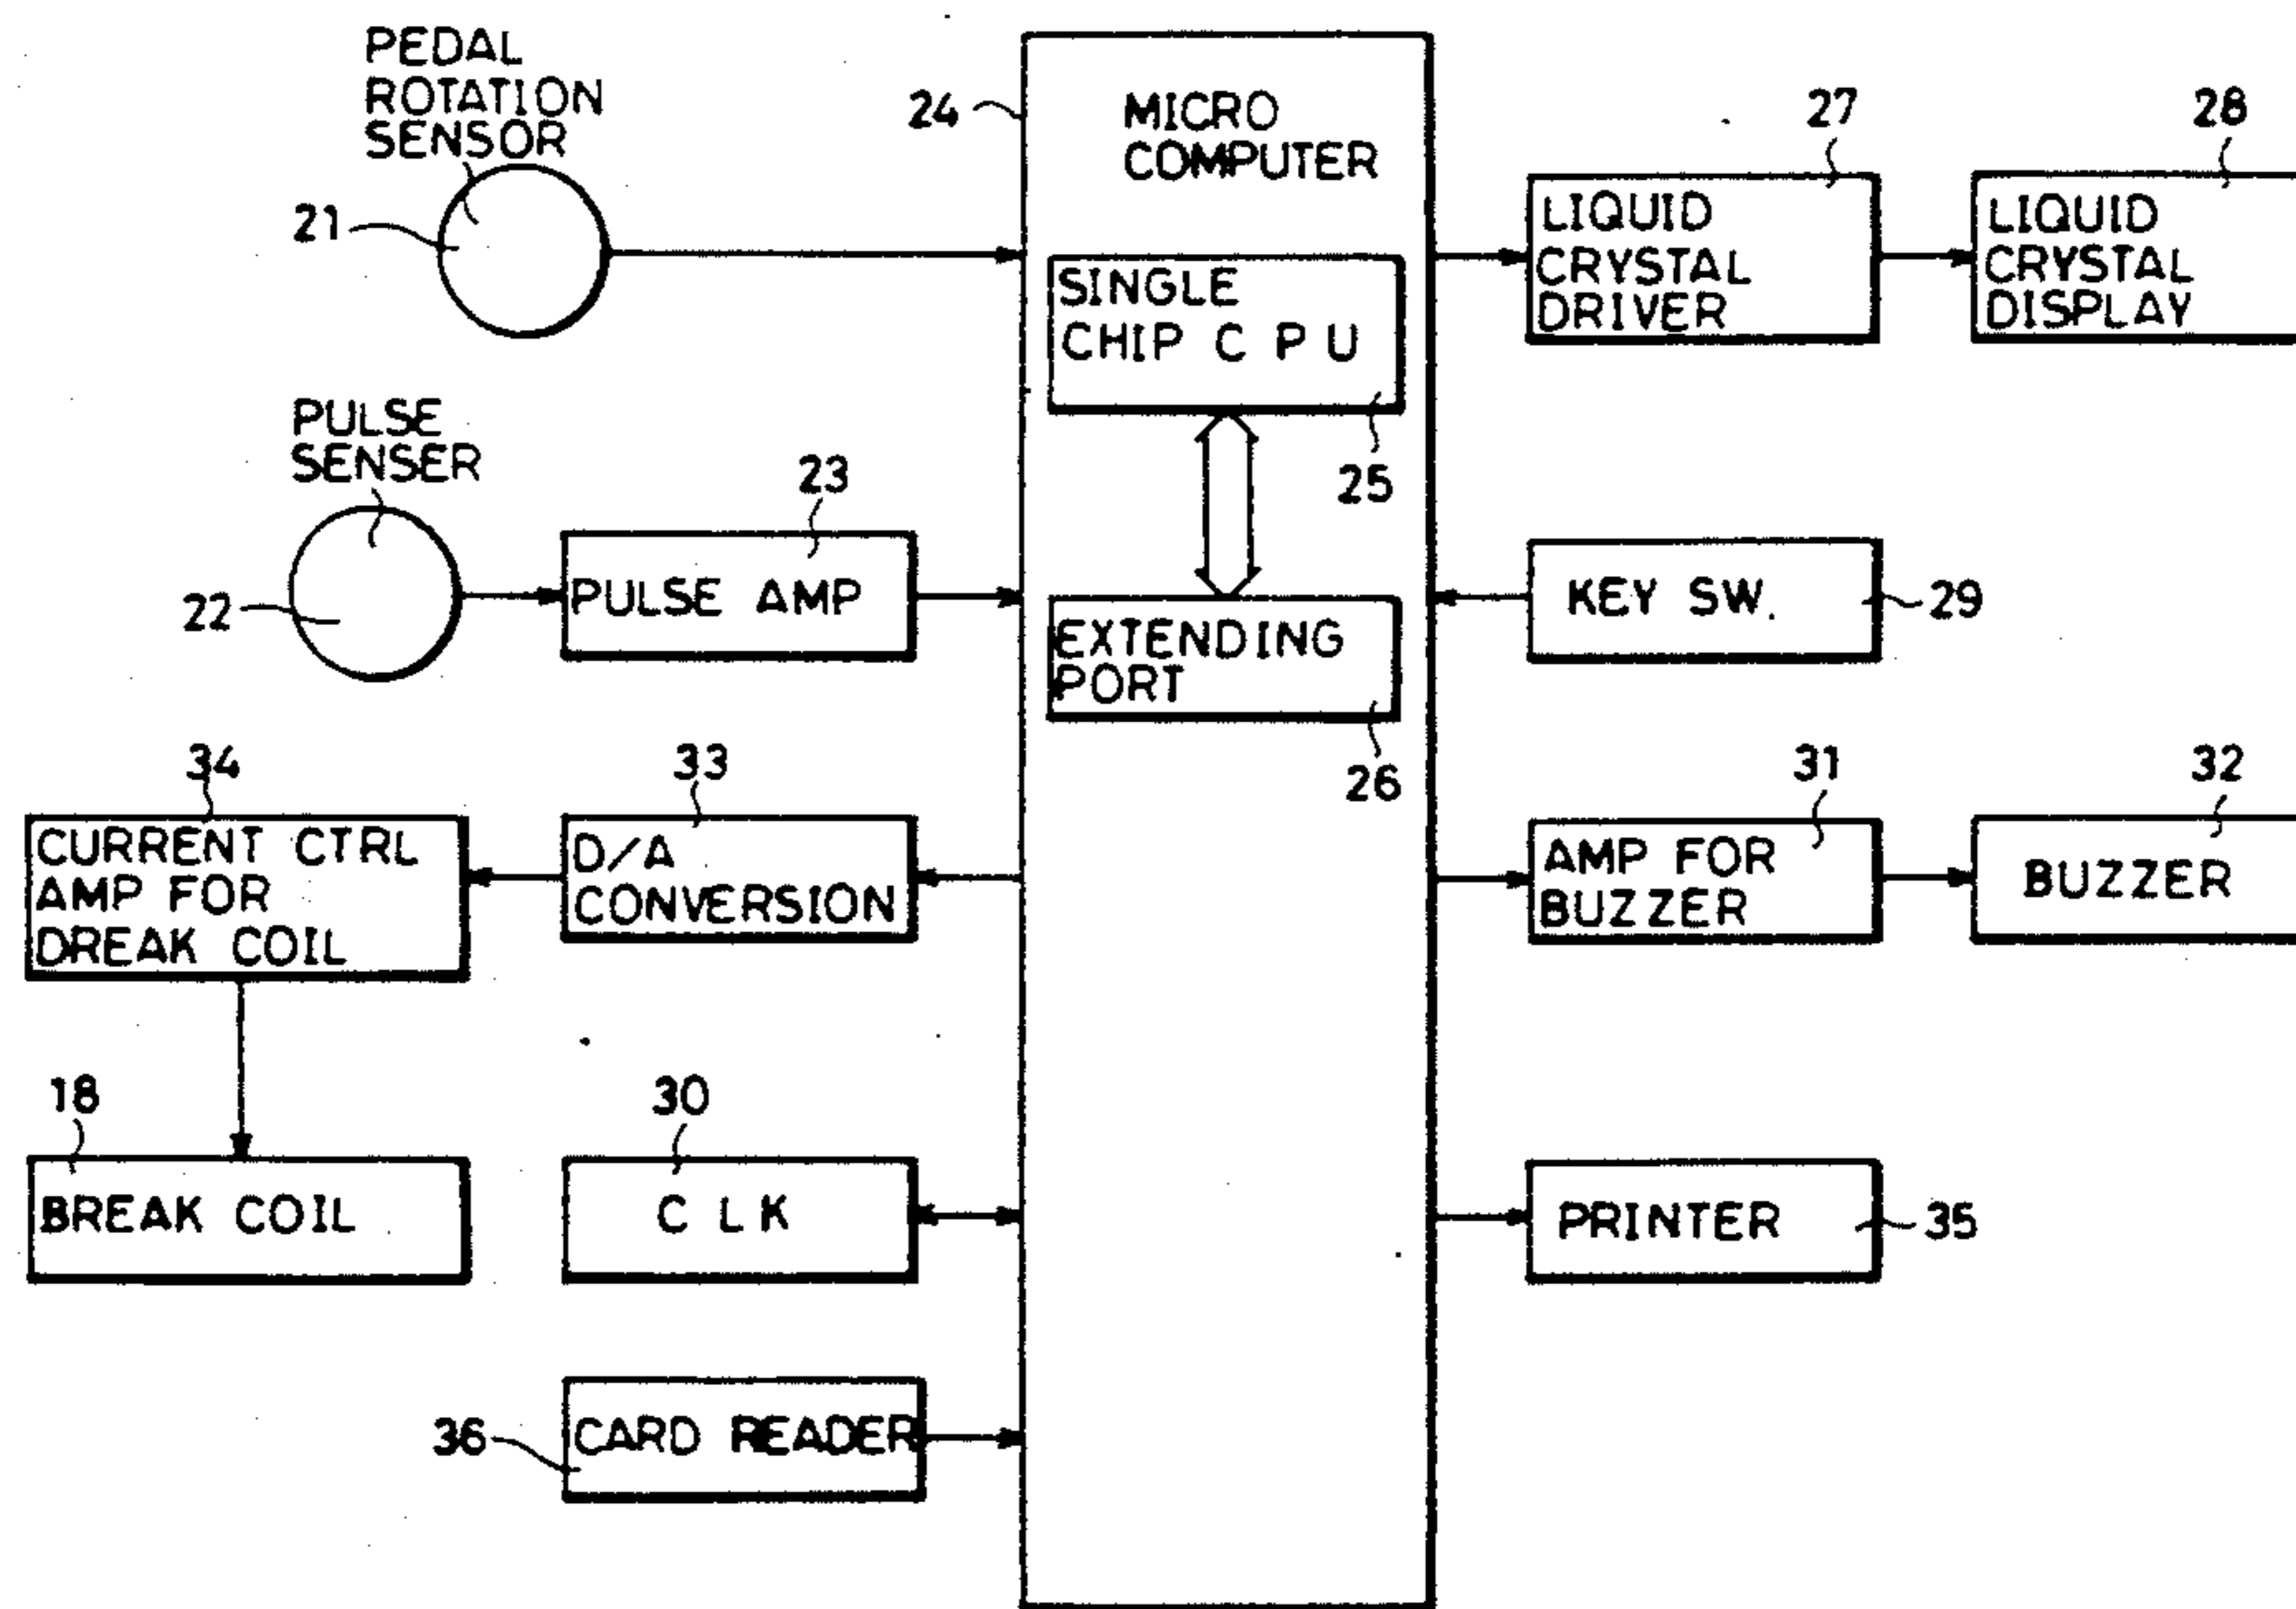 PEDAL
ROTATION
SENSOR
21
24
MICRO
COMPUTER
27
28
LIQUID
CRYSTAL
DRIVER
LIQUID
CRYSTAL
DISPLAY
SINGLE
CHIP C P U
25
PULSE
SENSER
22
23
PULSE AMP
EXTENDING
PORT
26
KEY SW.
29
34
CURRENT CTRL
AMP FOR
DREAK COIL
33
D/A
CONVERSION
31
AMP FOR
BUZZER
32
BUZZER
18
BREAK COIL
30
C L K
PRINTER
35
36
CARD READER